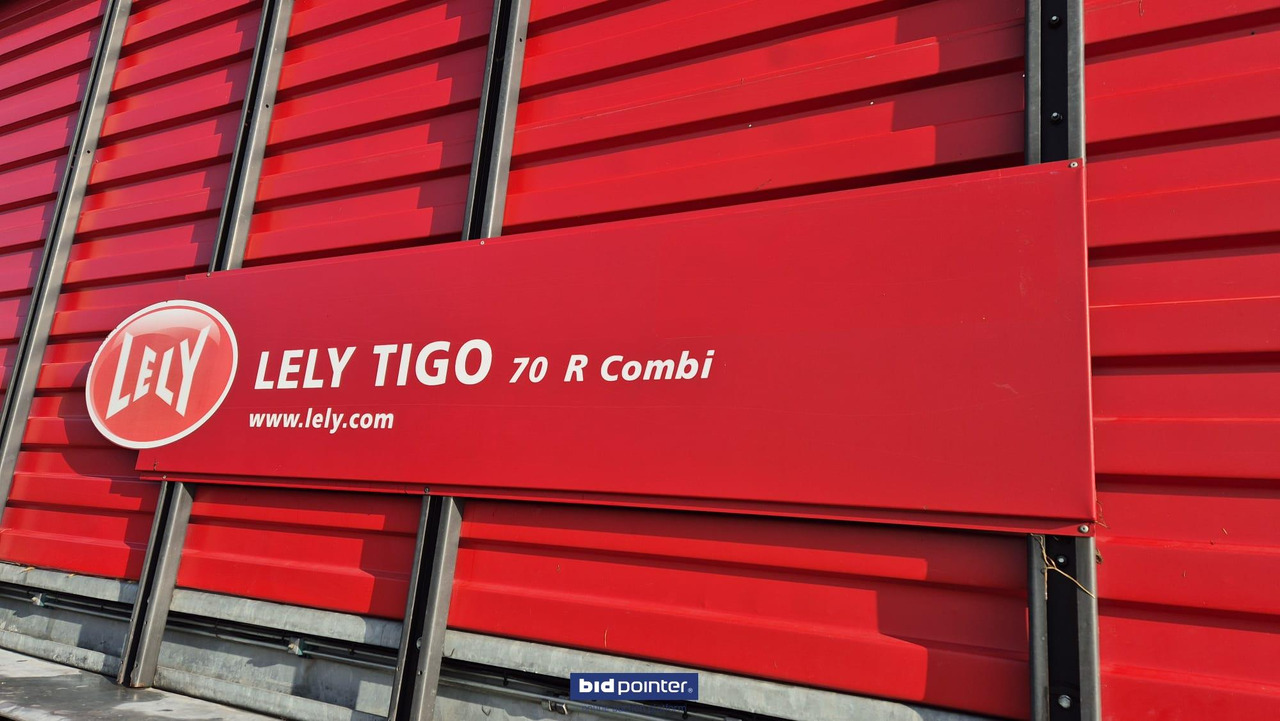 LELY
LELY TIGO 70 R Combi
www.lely.com
bidpointer®